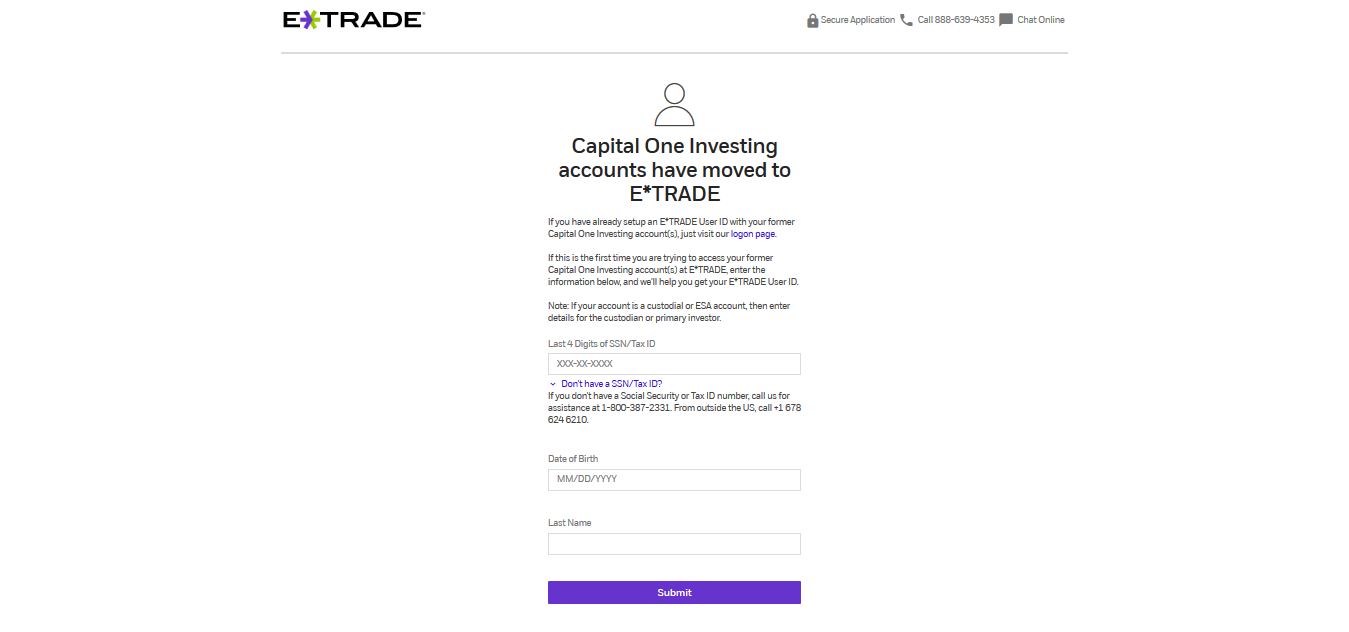 E*TRADE®
Secure Application Call 888-639-4353 Chat Online
Capital One Investing
accounts have moved to
E*TRADE
If you have already setup an E*TRADE User ID with your former
Capital One Investing account(s), just visit our logon page.
If this is the first time you are trying to access your former
Capital One Investing account(s) at E*TRADE, enter the
information below, and we'll help you get your E*TRADE User ID.
Note: If your account is a custodial or ESA account, then enter
details for the custodian or primary investor.
Last 4 Digits of SSN/Tax ID
XXX-XX-XXXX
Don't have a SSN/Tax ID?
If you don't have a Social Security or Tax ID number, call us for
assistance at 1-800-387-2331. From outside the US, call +1 678
624 6210.
Date of Birth
MM/DD/YYYY
Last Name
Submit